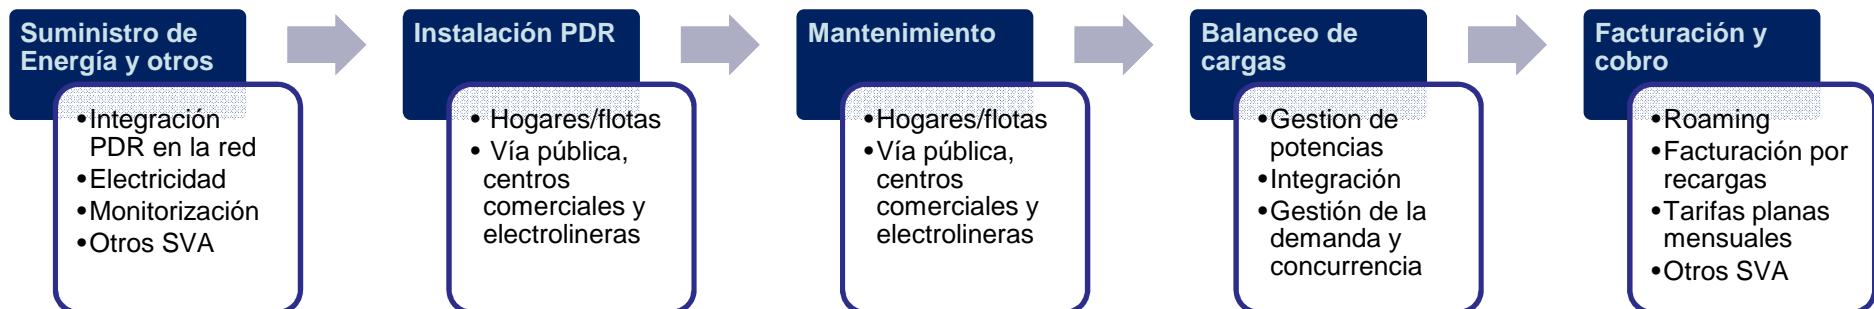 Suministro de
Energía y otros
•Integración
PDR en la red
•Electricidad
•Monitorización
•Otros SVA
Instalación PDR
• Hogares/flotas
• Vía pública,
centros
comerciales y
electrolineras
Mantenimiento
•Hogares/flotas
•Vía pública,
centros
comerciales y
electrolineras
Balanceo de
cargas
•Gestion de
potencias
•Integración
•Gestión de la
demanda y
concurrencia
Facturación y
cobro
•Roaming
•Facturación por
recargas
•Tarifas planas
mensuales
•Otros SVA